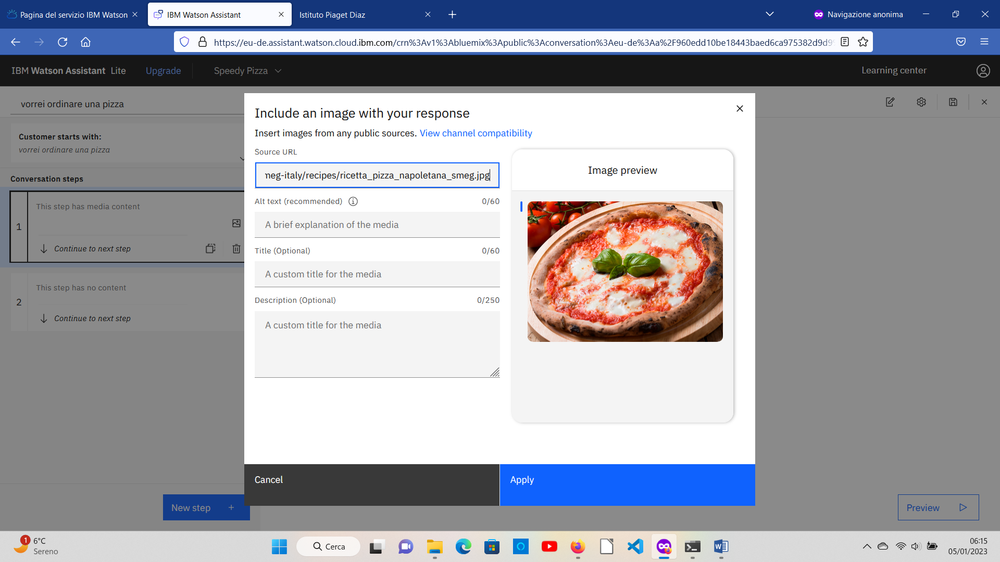 Pagina del servizio IBM Watson
IBM Watson Assistant
Istituto Piaget Diaz
Navigazione anonima
https://eu-de.assistant.watson.cloud.ibm.com/crn%3Av1%3Abluemix%3Apublic%3Aconversation%3Aeu-de%3Aa%2F960edd10be18443baed6ca975382d9d9
IBM Watson Assistant Lite
Upgrade
Speedy Pizza
Learning center
vorrei ordinare una pizza
Customer starts with:
vorrei ordinare una pizza
Conversation steps
1
This step has media content
Continue to next step
2
This step has no content
Continue to next step
New step
Include an image with your response
Insert images from any public sources. View channel compatibility
Source URL
meg-italy/recipes/ricetta_pizza_napoletana_smeg.jpg
Alt text (recommended) 0/60
A brief explanation of the media
Title (Optional) 0/60
A custom title for the media
Description (Optional) 0/250
A custom title for the media
Image preview
Cancel
Apply
Preview
1
6°C
Sereno
Cerca
06:15
05/01/2023